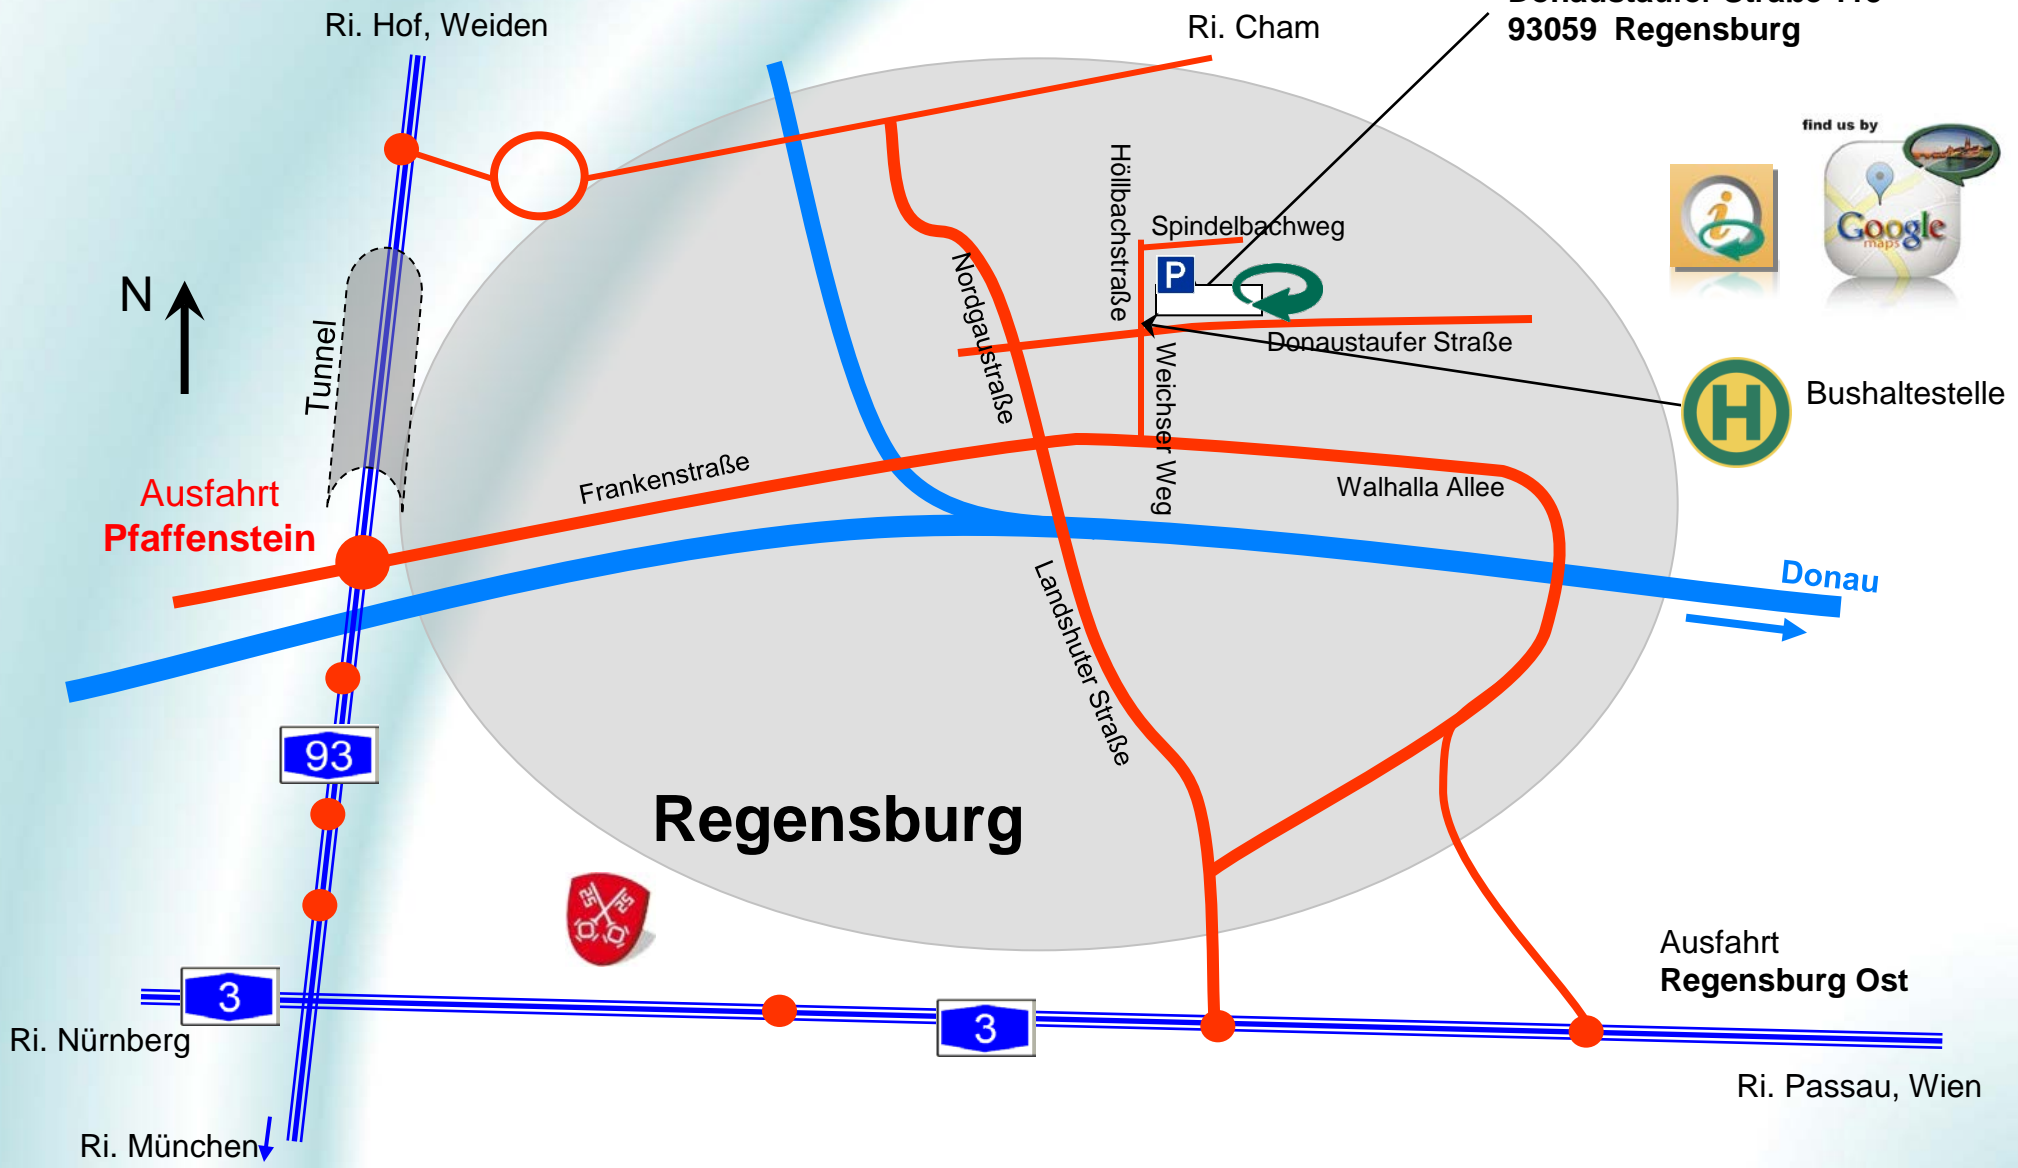 Ri. Hof, Weiden
Ri. Cham
93059 Regensburg
find us by
Google
maps
i
Höllbachstraße
Spindelbachweg
P
N
Tunnel
Nordgaustraße
Donaustaufer Straße
Weichser Weg
H
Bushaltestelle
Ausfahrt
Pfaffenstein
Frankenstraße
Walhalla Allee
Donau
Landshuter Straße
93
Regensburg
Ausfahrt
Regensburg Ost
3
3
Ri. Nürnberg
Ri. Passau, Wien
Ri. München